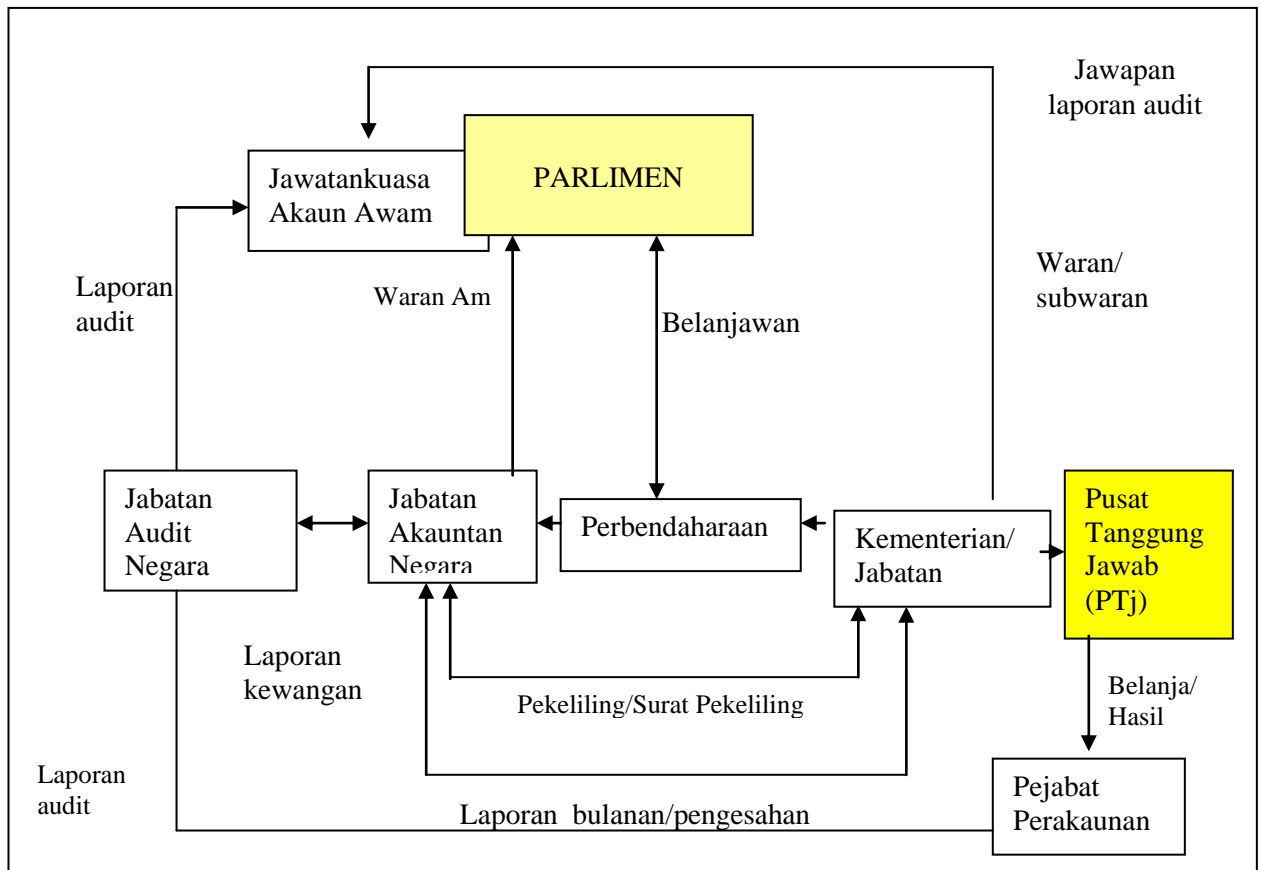 Jawapan
laporan audit
PARLIMEN
Jawatankuasa
Akaun Awam
Waran/
subwaran
Laporan
audit
Waran Am
Belanjawan
Jabatan
Audit
Negara
Jabatan
Akauntan
Negara
Perbendaharaan
Kementerian/
Jabatan
Pusat
Tanggung
Jawab
(PTj)
Laporan
kewangan
Pekeliling/Surat Pekeliling
Belanja/
Hasil
Laporan
audit
Laporan bulanan/pengesahan
Pejabat
Perakaunan